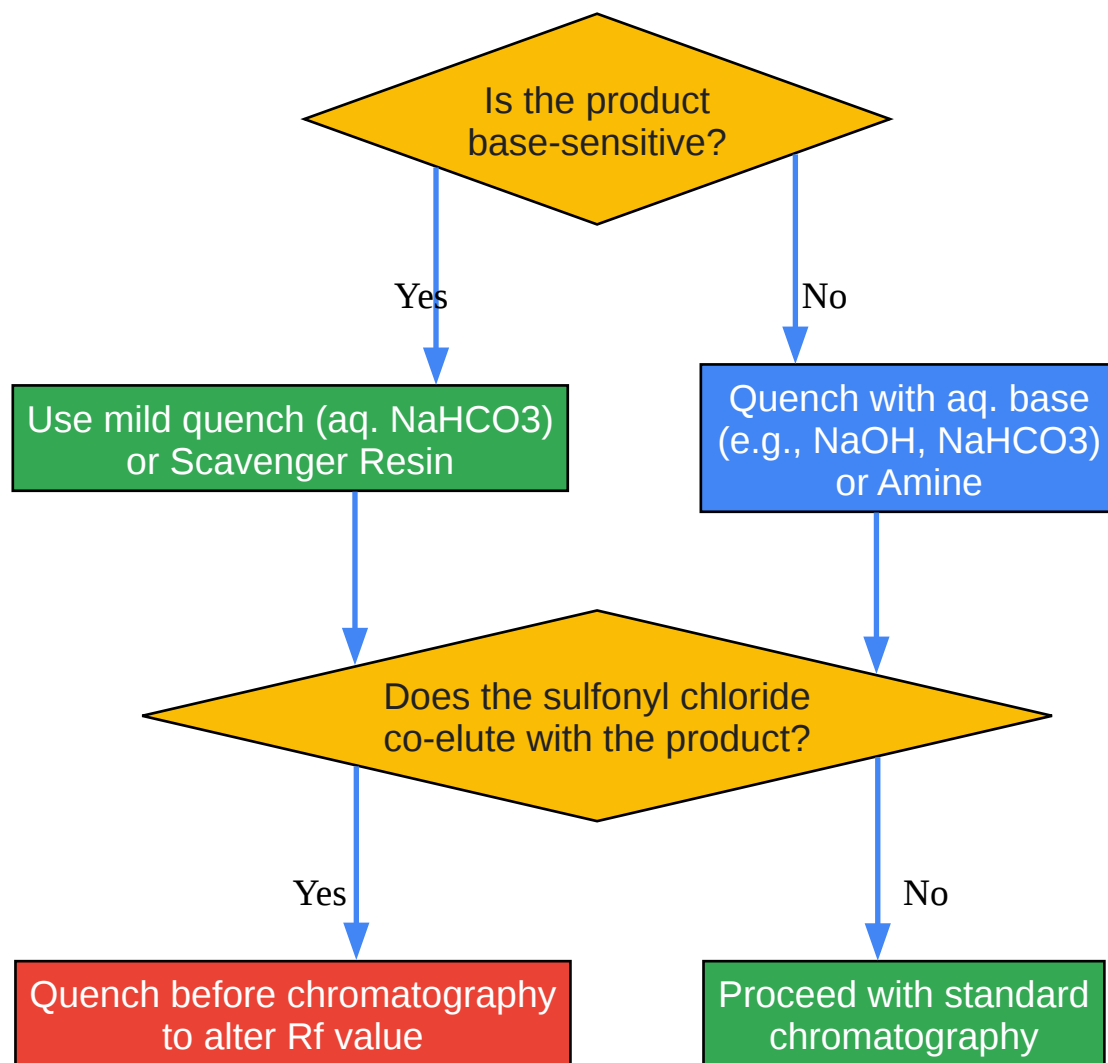 Is the product
base-sensitive?
Yes
No
Use mild quench (aq. NaHCO3)
or Scavenger Resin
Quench with aq. base
(e.g., NaOH, NaHCO3)
or Amine
Does the sulfonyl chloride
co-elute with the product?
Yes
No
Quench before chromatography
to alter Rf value
Proceed with standard
chromatography